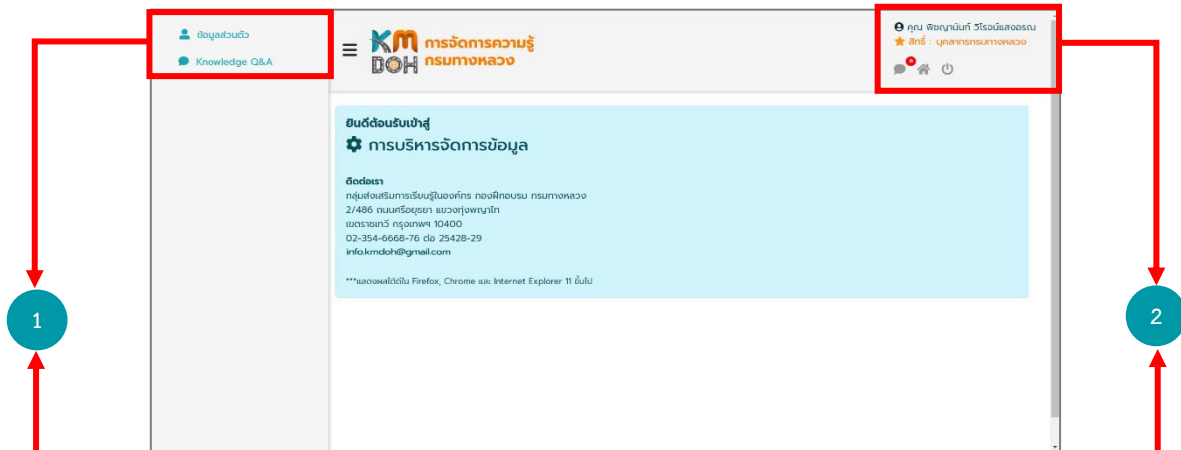 ข้อมูลส่วนตัว
Knowledge Q&A
KM
DOH
การจัดการความรู้
กรมทางหลวง
คุณ พิชญานันท์ วิโรจน์แสงอรณ
สิทธิ์ : บุคลากรกรมทางหลวง
0
ยินดีต้อนรับเข้าสู่
การบริหารจัดการข้อมูล
ติดต่อเรา
กลุ่มส่งเสริมการเรียนรู้ในองค์กร กองฝึกอบรม กรมทางหลวง
2/486 ถนนศรีอยุธยา แขวงทุ่งพญาไท
เขตราชเทวี กรุงเทพฯ 10400
02-354-6668-76 ต่อ 25428-29
info.kmdoh@gmail.com
***แสดงผลได้ดีใน Firefox, Chrome และ Internet Explorer 11 ขึ้นไป
1
2